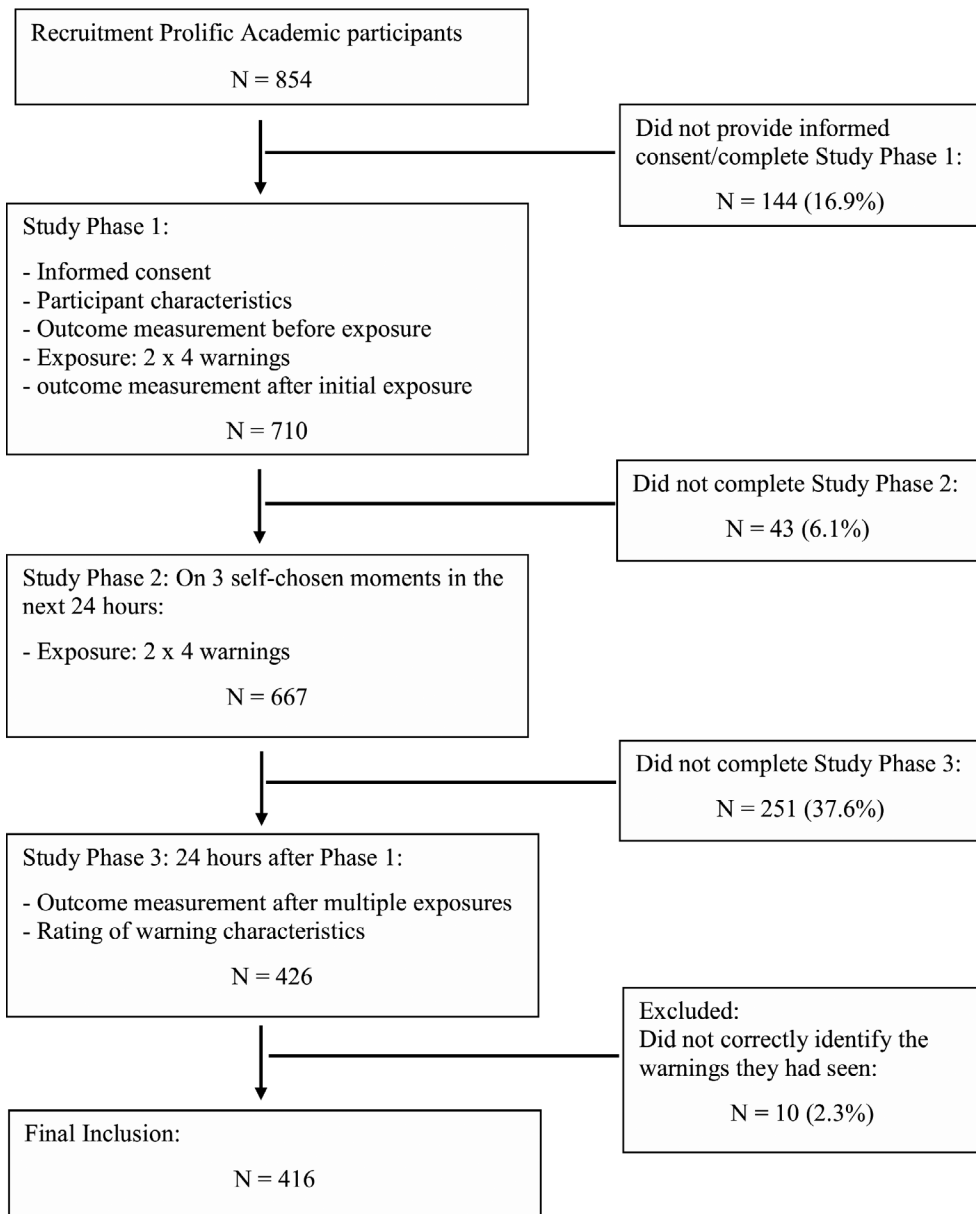 Recruitment Prolific Academic participants
N = 854
Did not provide informed
consent/complete Study Phase 1:
N = 144 (16.9%)
Study Phase 1:
- Informed consent
- Participant characteristics
- Outcome measurement before exposure
- Exposure: 2 x 4 warnings
- outcome measurement after initial exposure
N = 710
Did not complete Study Phase 2:
N = 43 (6.1%)
Study Phase 2: On 3 self-chosen moments in the
next 24 hours:
- Exposure: 2 x 4 warnings
N = 667
Did not complete Study Phase 3:
N = 251 (37.6%)
Study Phase 3: 24 hours after Phase 1:
- Outcome measurement after multiple exposures
- Rating of warning characteristics
N = 426
Excluded:
Did not correctly identify the
warnings they had seen:
N = 10 (2.3%)
Final Inclusion:
N = 416